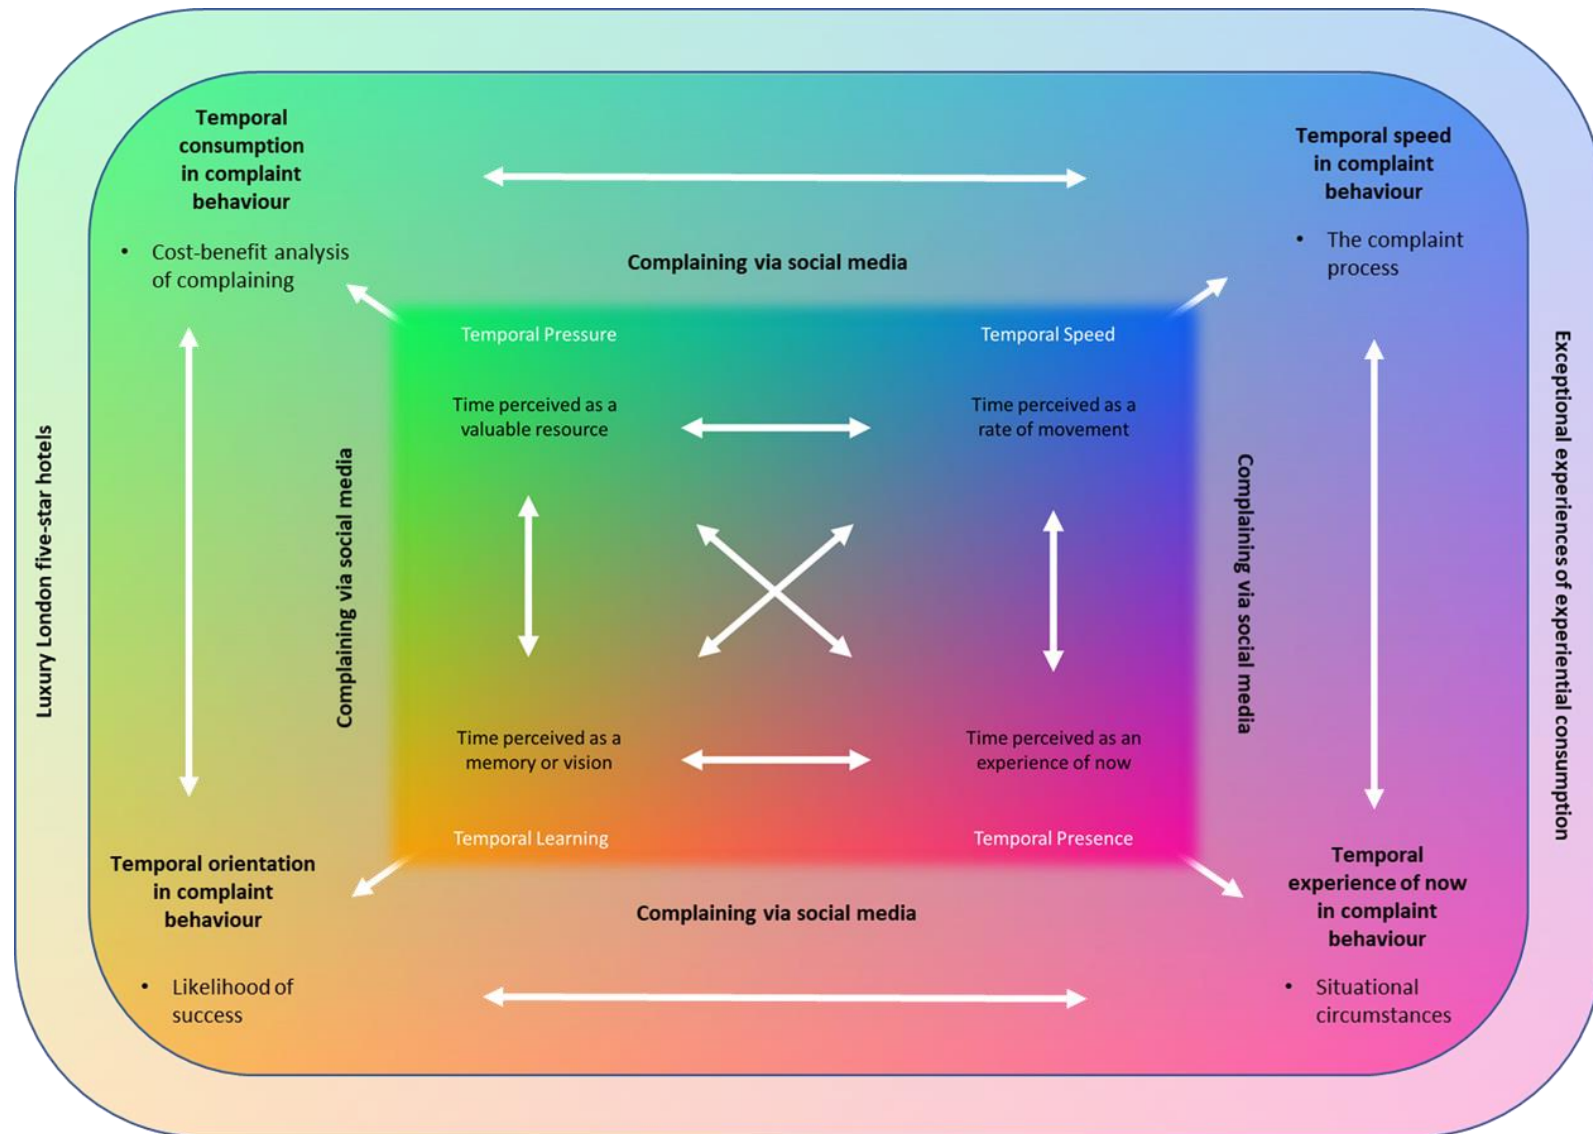 Temporal
consumption
in complaint
behaviour
• Cost-benefit analysis
of complaining
Temporal speed
in complaint
behaviour
• The complaint
process
Complaining via social media
Temporal Pressure
Temporal Speed
Time perceived as a
valuable resource
Time perceived as a
rate of movement
Luxury London five-star hotels
Complaining via social media
Complaining via social media
Exceptional experiences of experiential consumption
Time perceived as a
memory or vision
Time perceived as an
experience of now
Temporal Learning
Temporal Presence
Temporal orientation
in complaint
behaviour
• Likelihood of
success
Complaining via social media
Temporal
experience of now
in complaint
behaviour
• Situational
circumstances